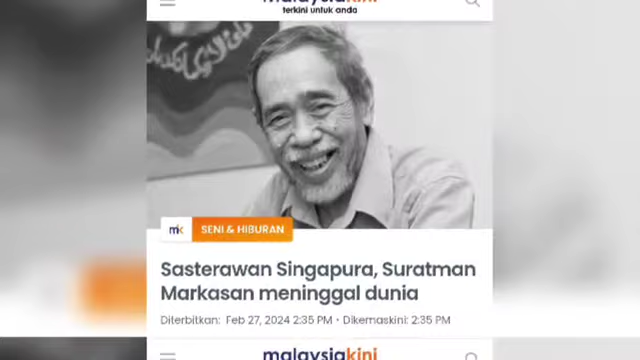 malaysiakini
terkini untuk anda
mk SENI & HIBURAN
Sasterawan Singapura, Suratman
Markasan meninggal dunia
Diterbitkan: Feb 27, 2024 2:35 PM • Dikemaskini: 2:35 PM
malaysiakini